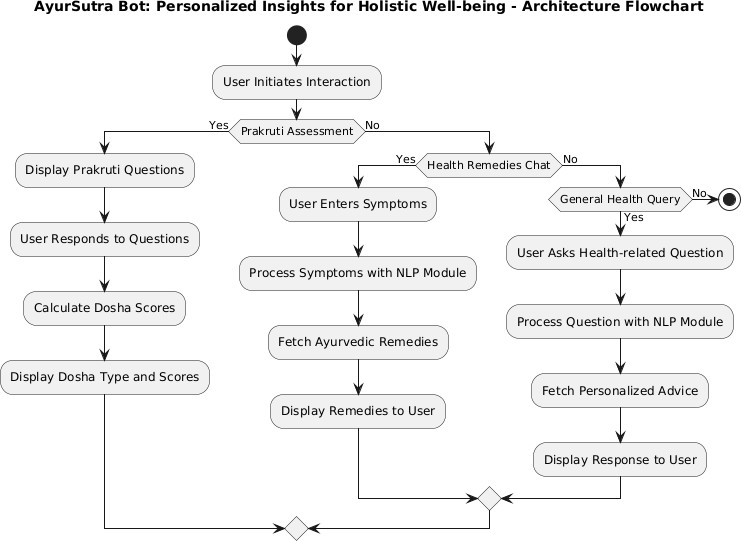 AyurSutra Bot: Personalized Insights for Holistic Well-being - Architecture Flowchart
User Initiates Interaction
Yes
Prakruti Assessment
No
Display Prakruti Questions
User Responds to Questions
Calculate Dosha Scores
Display Dosha Type and Scores
Yes
Health Remedies Chat
No
User Enters Symptoms
Process Symptoms with NLP Module
Fetch Ayurvedic Remedies
Display Remedies to User
General Health Query
No
Yes
User Asks Health-related Question
Process Question with NLP Module
Fetch Personalized Advice
Display Response to User